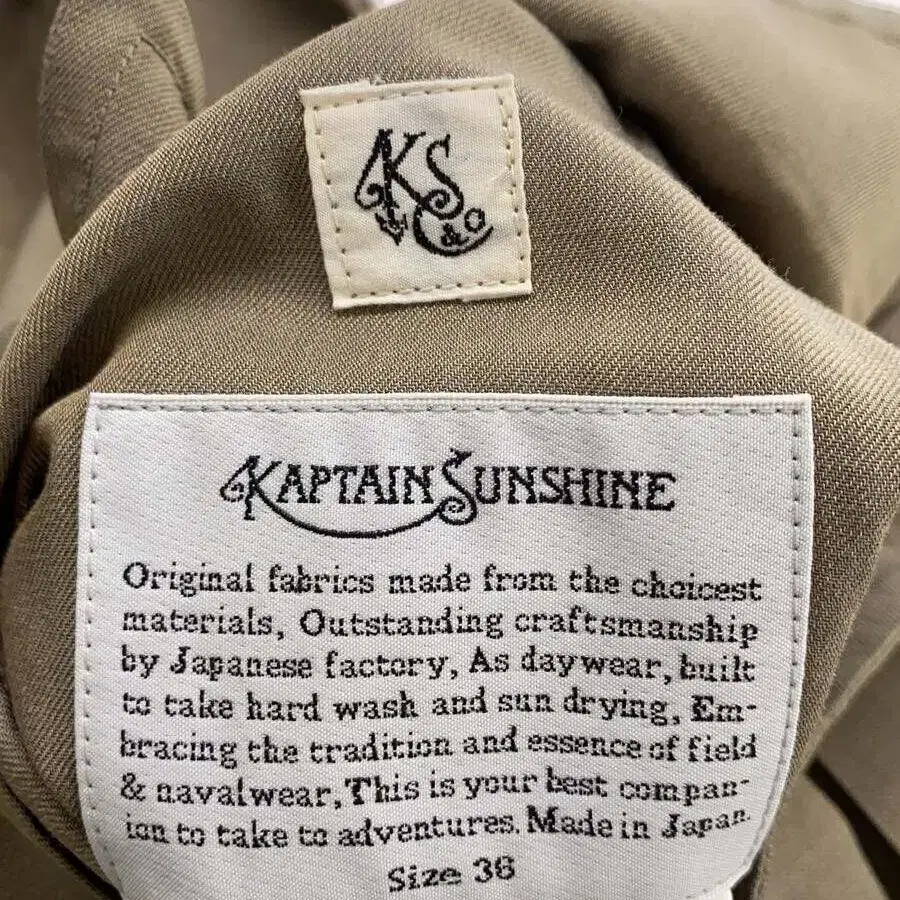 KS
&Co
KAPTAIN SUNSHINE
Original fabrics made from the choicest
materials, Outstanding craftsmanship
by Japanese factory, As daywear, built
to take hard wash and sun drying, Em-
bracing the tradition and essence of field
& navalwear, This is your best compan-
ion to take to adventures. Made in Japan.
Size 36